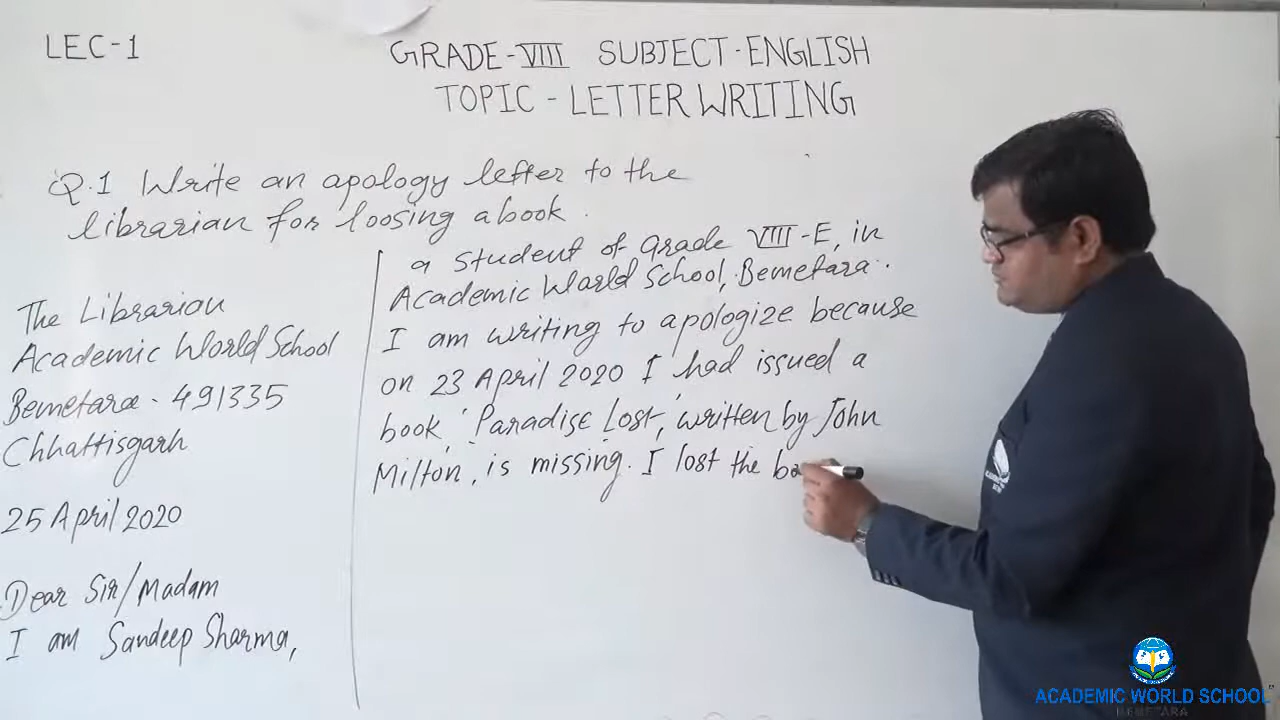 LEC-1
GRADE-VIII SUBJECT-ENGLISH
TOPIC - LETTER WRITING
Q.1 Write an apology letter to the
librarian for loosing a book.
The Librarian
Academic World School
Bemetara - 491335
Chhattisgarh
25 April 2020
Dear Sir/Madam
I am Sandeep Sharma,
a student of Grade VIII-E, in
Academic World School, Bemetara.
I am writing to apologize because
on 23 April 2020 I had issued a
book, 'Paradise Lost,' written by John
Milton, is missing. I lost the bo
ACADEMIC WORLD SCHOOL
BEMETARA